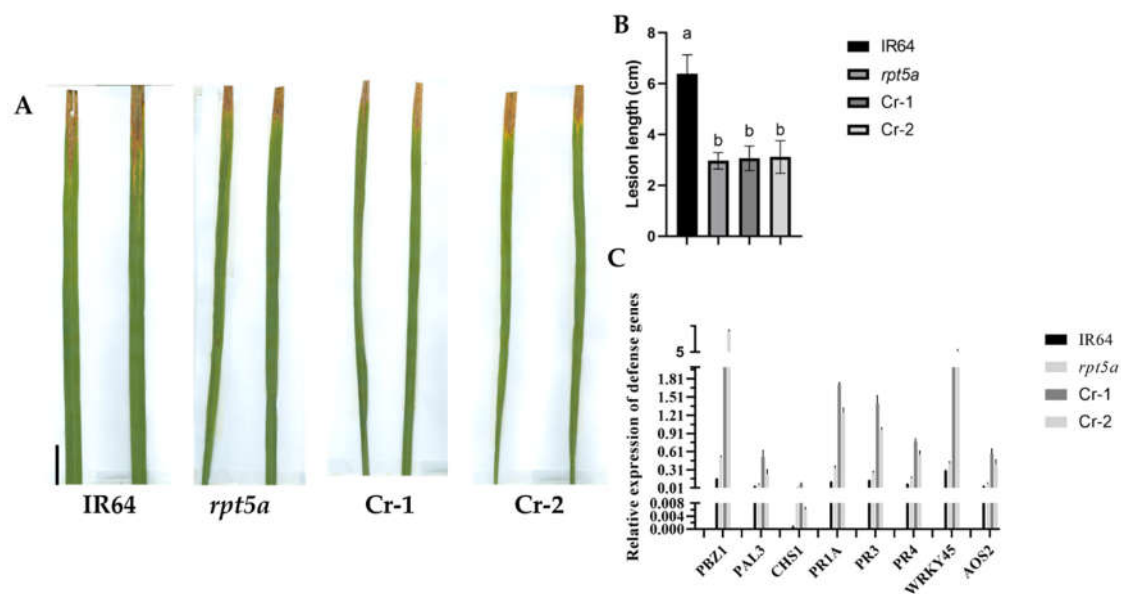 A
IR64
rpt5a
Cr-1
Cr-2
B
Lesion length (cm)
8
6
4
2
0
a
b
b
b
IR64
rpt5a
Cr-1
Cr-2
C
Relative expression of defense genes
5
1.81
1.51
1.21
0.91
0.61
0.31
0.01
0.008
0.004
0.000
PBZ1
PAL3
CHS1
PR1A
PR3
PR4
WRKY45
AOS2
IR64
rpt5a
Cr-1
Cr-2